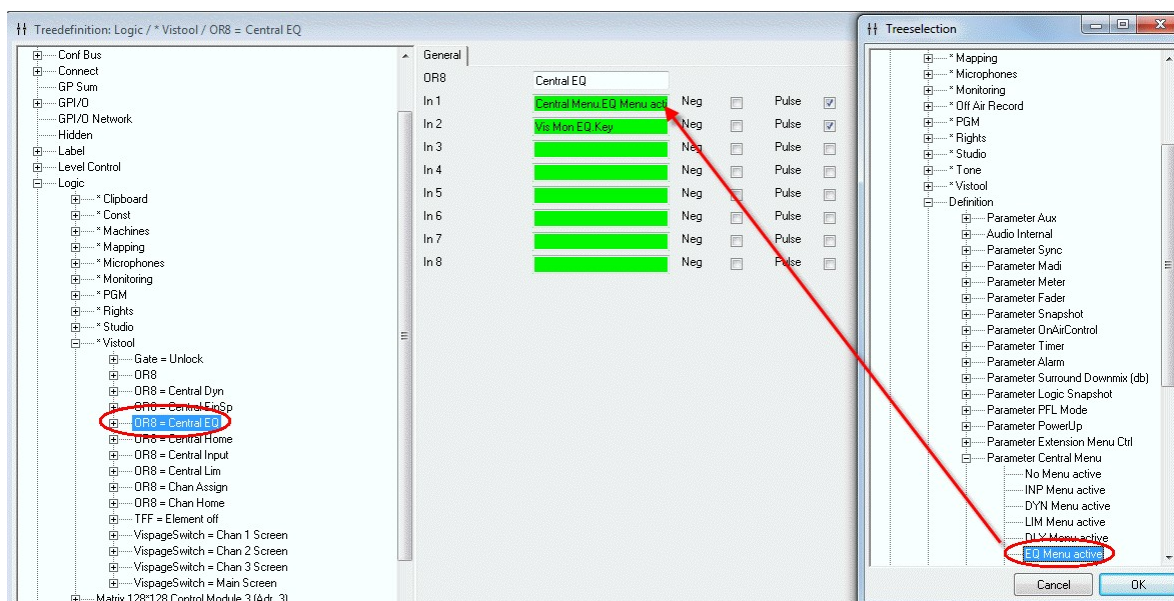 Treedefinition: Logic / * Vistool / OR8 = Central EQ
Conf Bus
Connect
GP Sum
GPI/O
GPI/O Network
Hidden
Label
Level Control
Logic
* Clipboard
* Const
* Machines
* Mapping
* Microphones
* Monitoring
* PGM
* Rights
* Studio
* Vistool
Gate = Unlock
OR8
OR8 = Central Dyn
OR8 = Central EinSp
OR8 = Central EQ
OR8 = Central Home
OR8 = Central Input
OR8 = Central Lim
OR8 = Chan Assign
OR8 = Chan Home
TFF = Element off
VispageSwitch = Chan 1 Screen
VispageSwitch = Chan 2 Screen
VispageSwitch = Chan 3 Screen
VispageSwitch = Main Screen
Matrix 128*128 Control Module 3 (Adr. 3)
General
OR8 Central EQ
In 1 Central Menu.EQ Menu acti Neg Pulse
In 2 Vis Mon EQ.Key Neg Pulse
In 3 Neg Pulse
In 4 Neg Pulse
In 5 Neg Pulse
In 6 Neg Pulse
In 7 Neg Pulse
In 8 Neg Pulse
Treeselection
* Mapping
* Microphones
* Monitoring
* Off Air Record
* PGM
* Rights
* Studio
* Tone
* Vistool
Definition
Parameter Aux
Audio Internal
Parameter Sync
Parameter Madi
Parameter Meter
Parameter Fader
Parameter Snapshot
Parameter OnAirControl
Parameter Timer
Parameter Alarm
Parameter Surround Downmix (db)
Parameter Logic Snapshot
Parameter PFL Mode
Parameter PowerUp
Parameter Extension Menu Ctrl
Parameter Central Menu
No Menu active
INP Menu active
DYN Menu active
LIM Menu active
DLY Menu active
EQ Menu active
Cancel OK